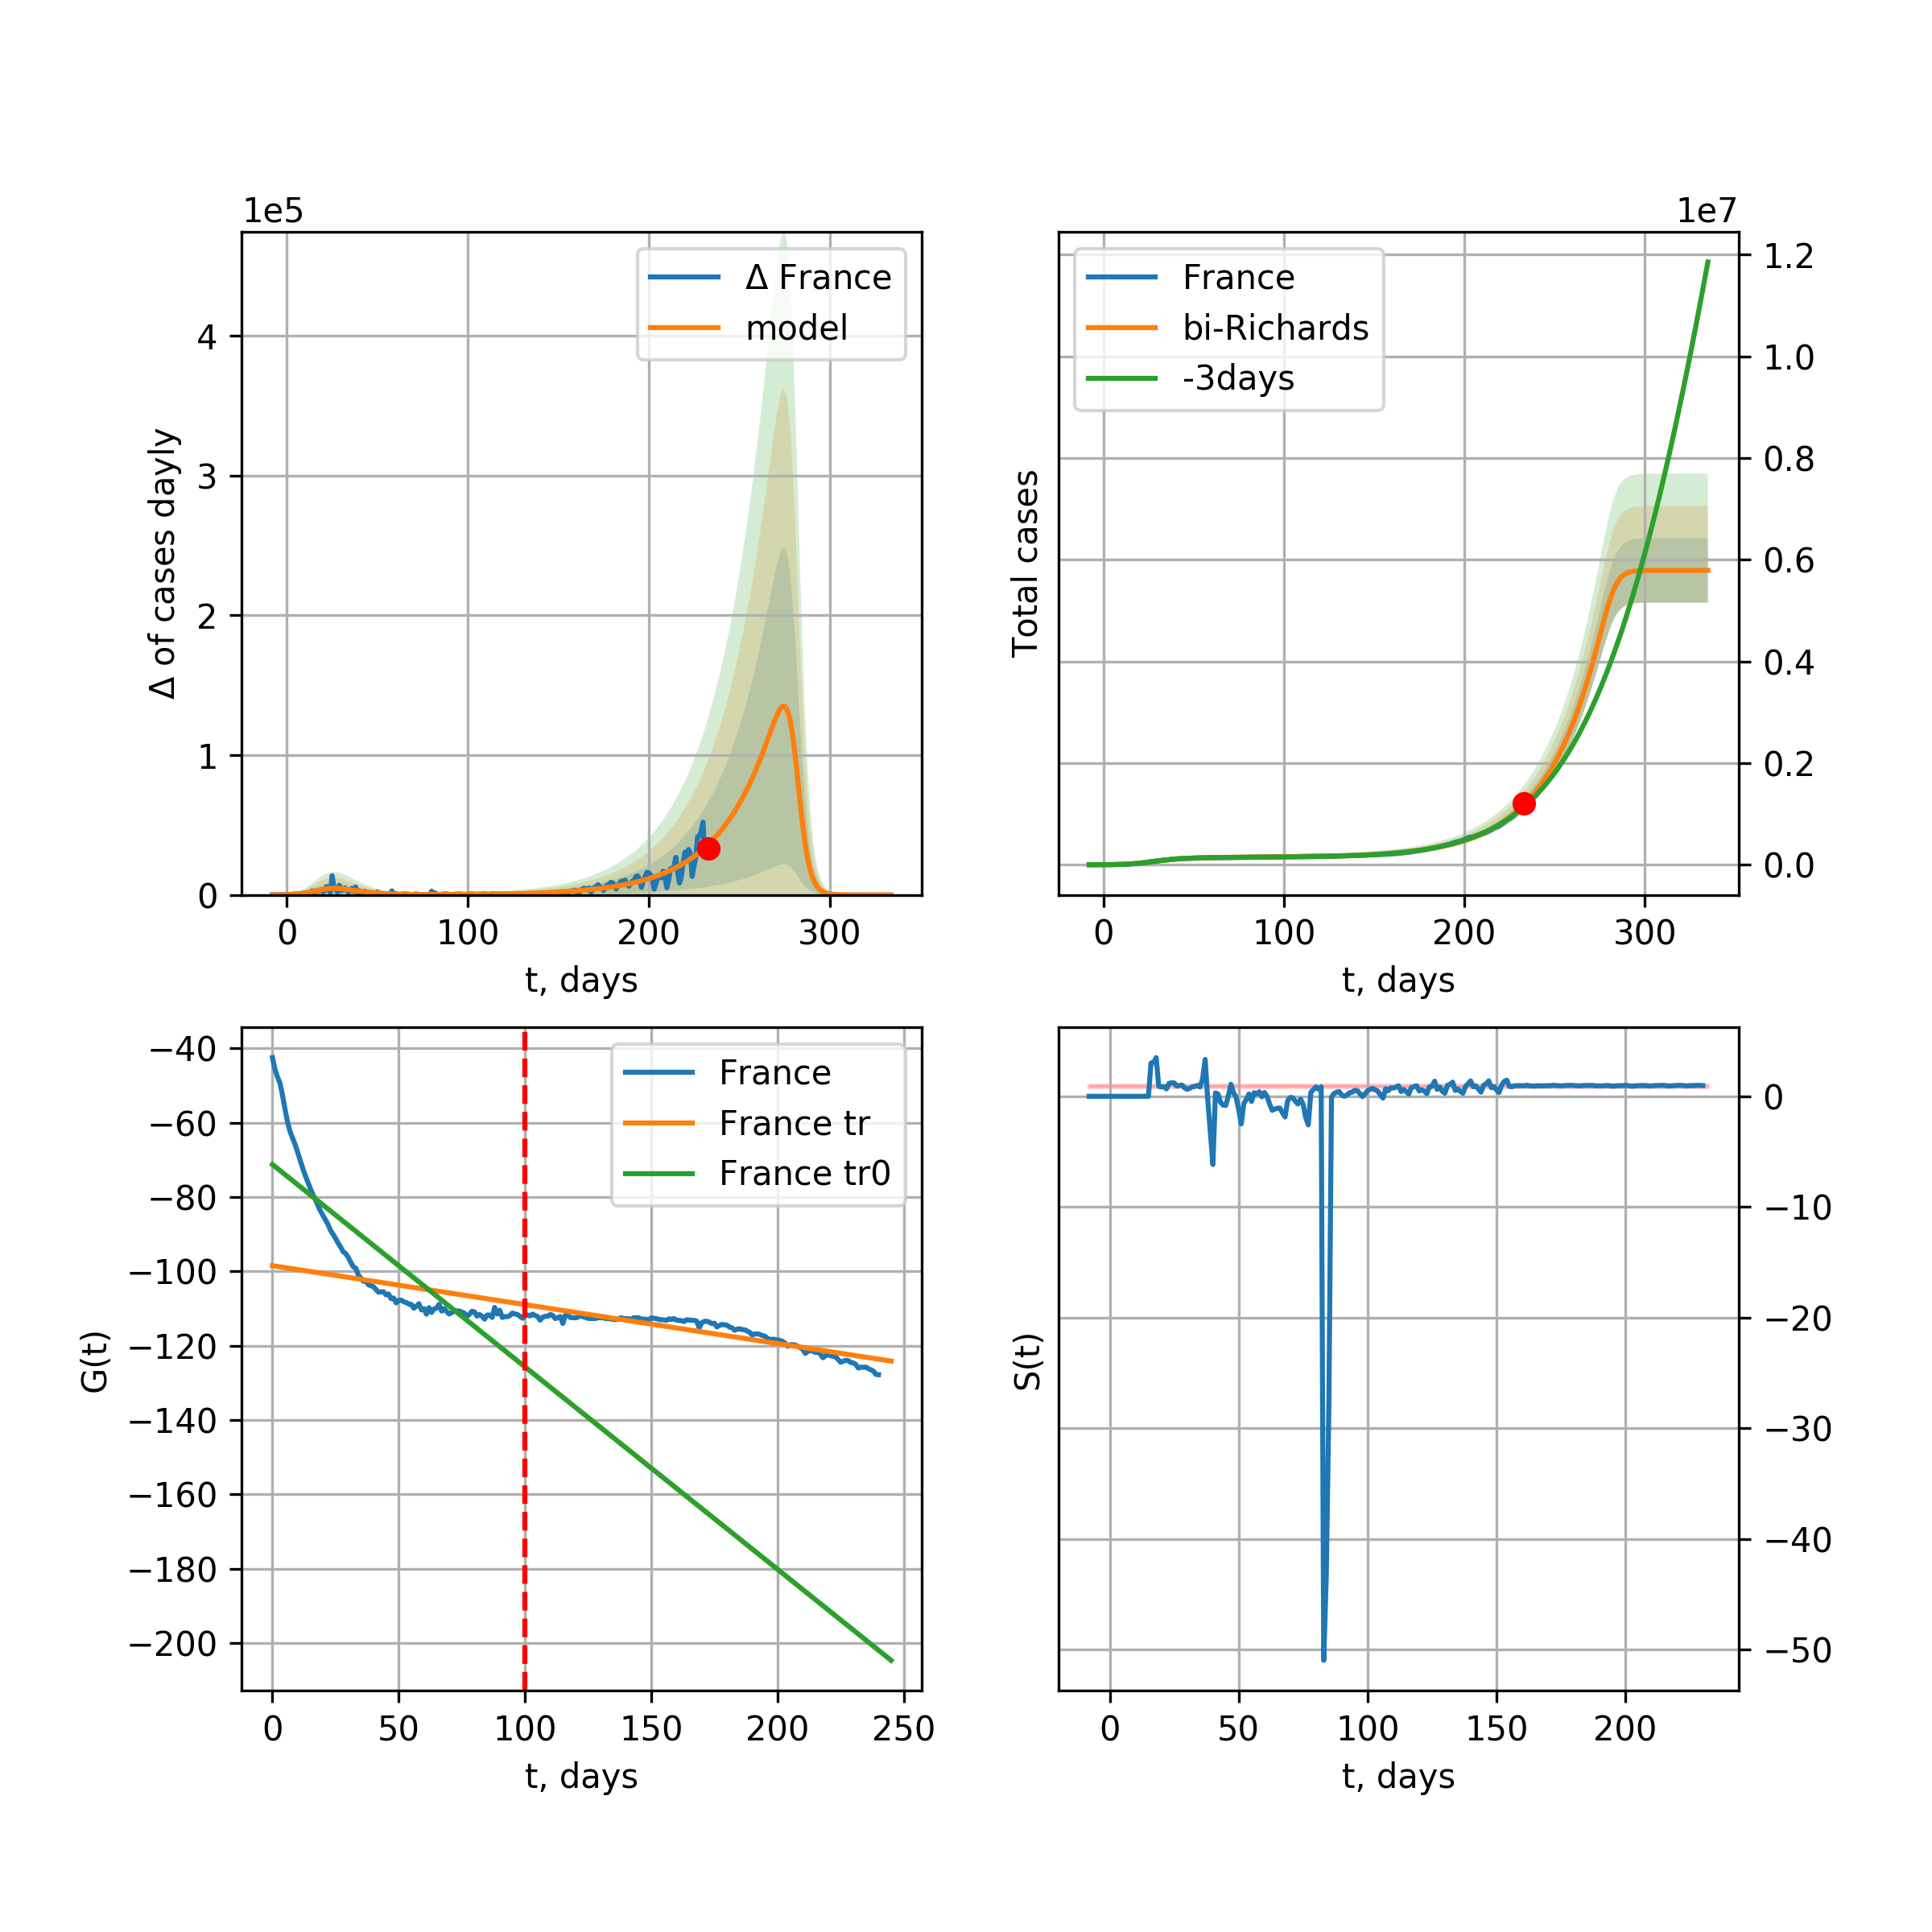 1e5
Δ of cases dayly
4
3
2
1
0
Δ France
model
0 100 200 300
t, days
1e7
Total cases
France
bi-Richards
-3days
1.2
1.0
0.8
0.6
0.4
0.2
0.0
0 100 200 300
t, days
G(t)
−40
−60
−80
−100
−120
−140
−160
−180
−200
France
France tr
France tr0
0 50 100 150 200 250
t, days
S(t)
0
−10
−20
−30
−40
−50
0 50 100 150 200
t, days